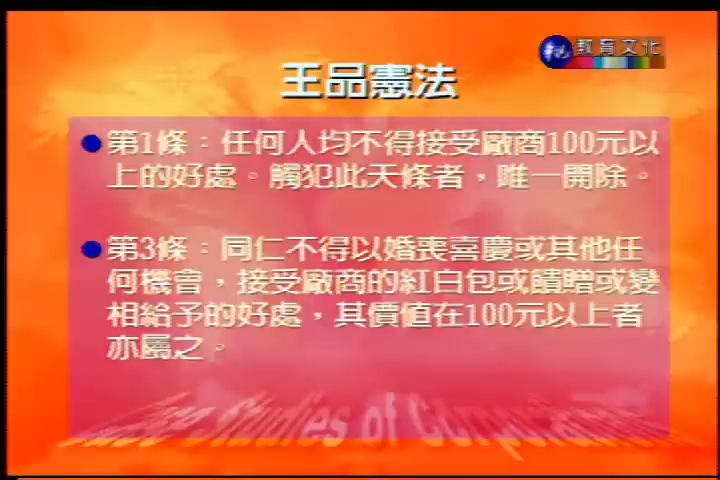 教育文化
王品憲法
第1條：任何人均不得接受廠商100元以
上的好處。觸犯此天條者，唯一開除。
第3條：同仁不得以婚喪喜慶或其他任
何機會，接受廠商的紅白包或饋贈或變
相給予的好處，其價值在100元以上者
亦屬之。
Case Studies of Corporation